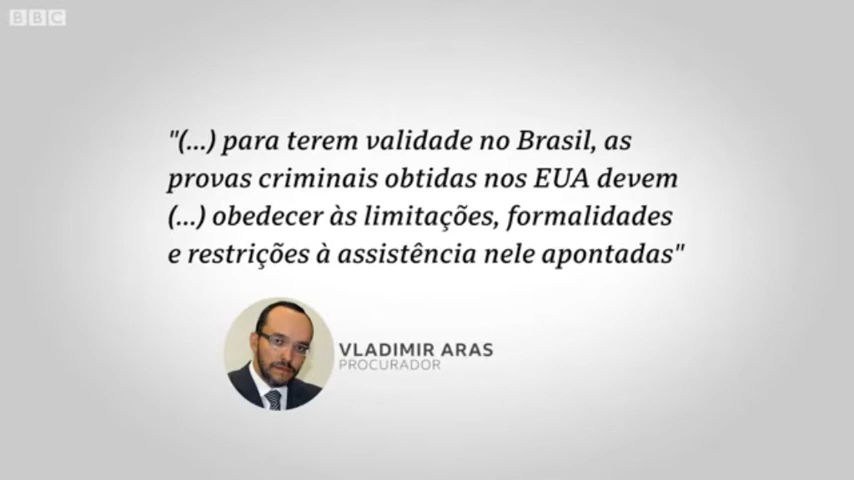 BBC
"(...) para terem validade no Brasil, as
provas criminais obtidas nos EUA devem
(...) obedecer às limitações, formalidades
e restrições à assistência nele apontadas"
VLADIMIR ARAS
PROCURADOR